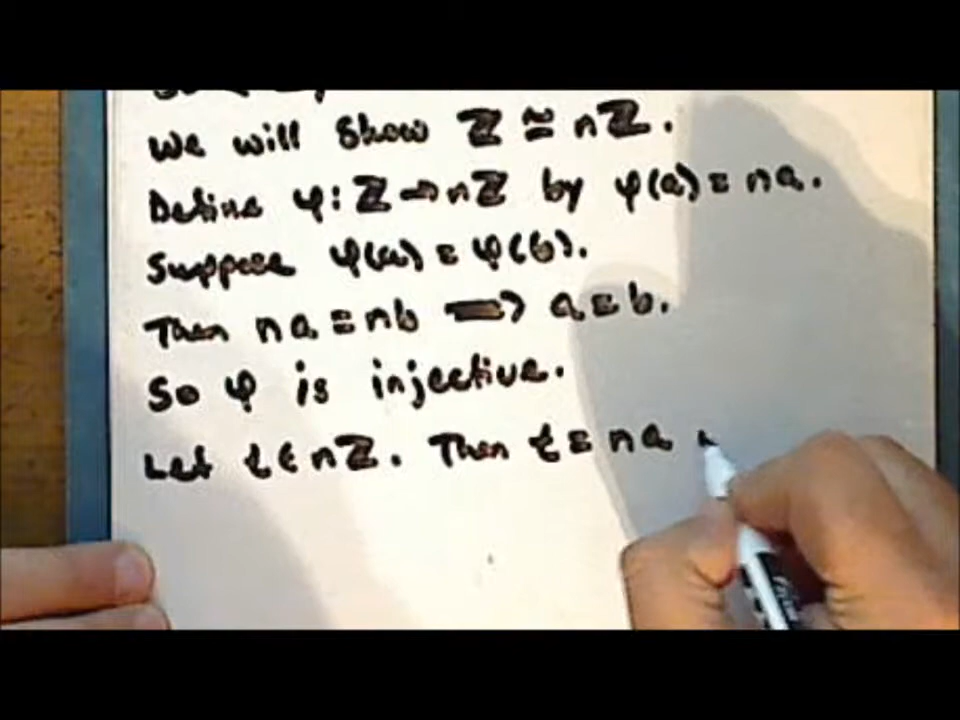 We will show ℤ ≅ nℤ.
Define φ: ℤ → nℤ by φ(a) = na.
Suppose φ(a) = φ(b).
Then na = nb ⟹ a = b.
So φ is injective.
Let t ∈ nℤ. Then t = na